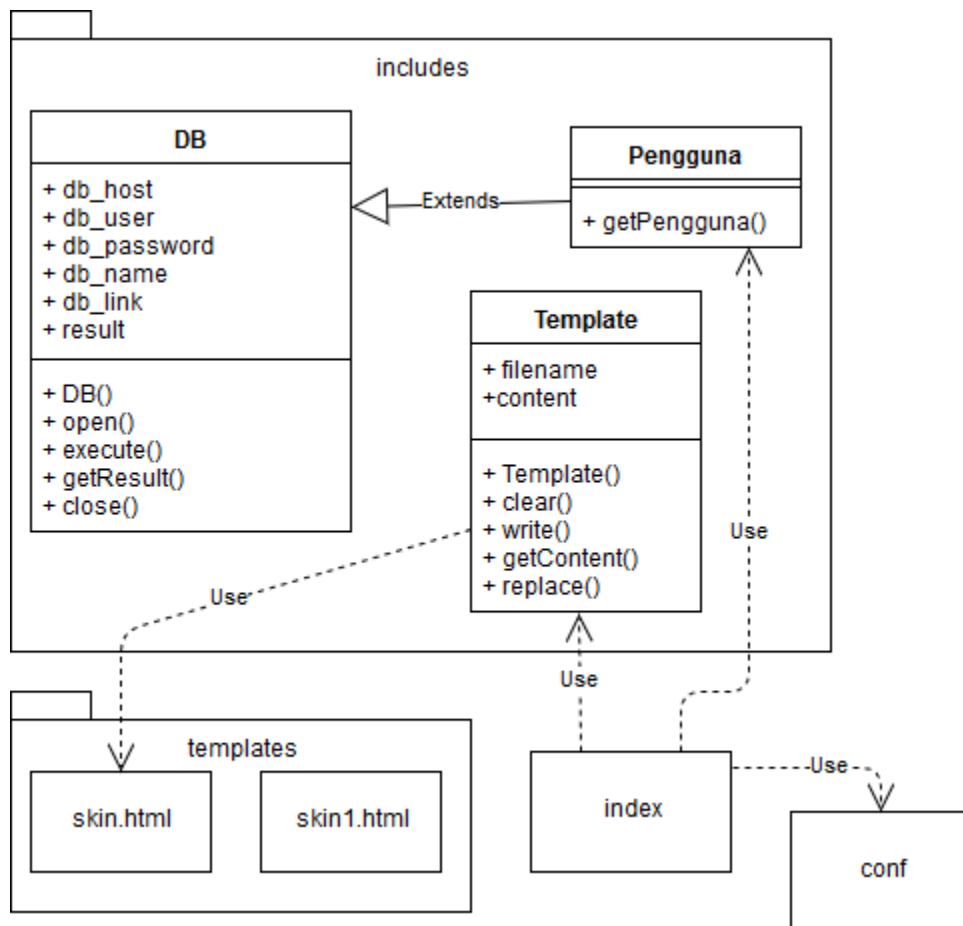 includes
DB
+ db_host
+ db_user
+ db_password
+ db_name
+ db_link
+ result
+ DB()
+ open()
+ execute()
+ getResult()
+ close()
Extends
Pengguna
+ getPengguna()
Template
+ filename
+content
+ Template()
+ clear()
+ write()
+ getContent()
+ replace()
Use
Use
Use
templates
skin.html
skin1.html
index
Use
conf